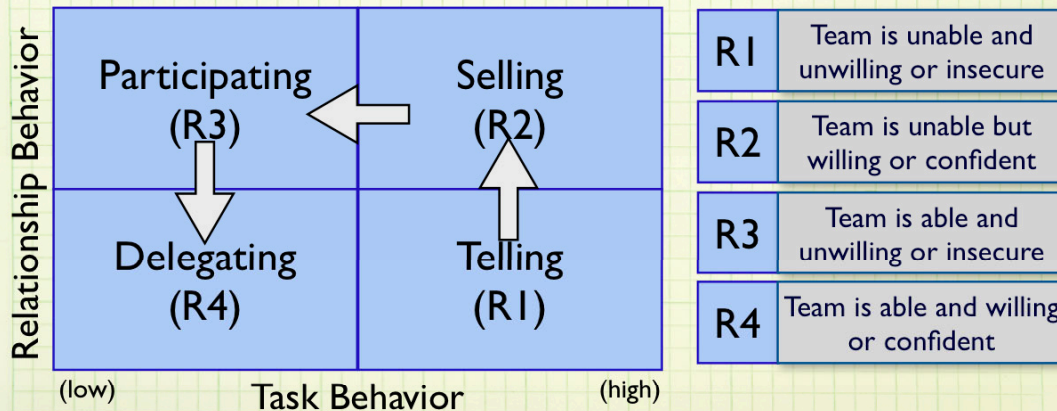 Relationship Behavior
Participating
(R3)
Selling
(R2)
Delegating
(R4)
Telling
(R1)
(low)
Task Behavior
(high)
R1
Team is unable and
unwilling or insecure
R2
Team is unable but
willing or confident
R3
Team is able and
unwilling or insecure
R4
Team is able and willing
or confident